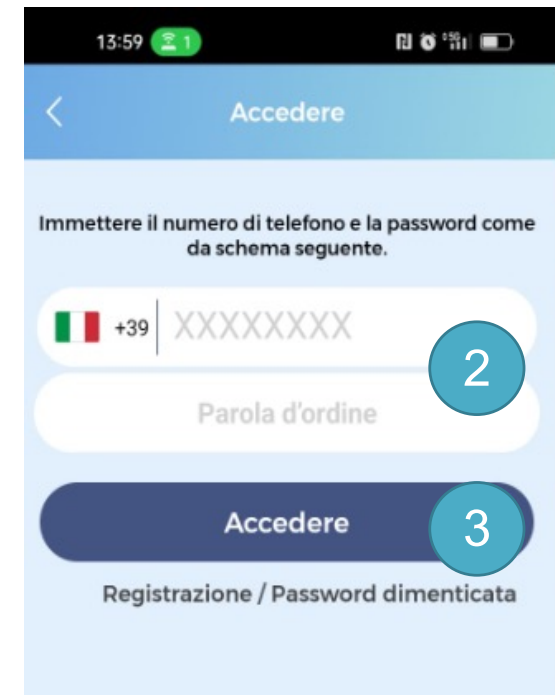 13:59 1
Accedere
Immettere il numero di telefono e la password come
da schema seguente.
+39 XXXXXXXX
2
Parola d'ordine
Accedere 3
Registrazione / Password dimenticata